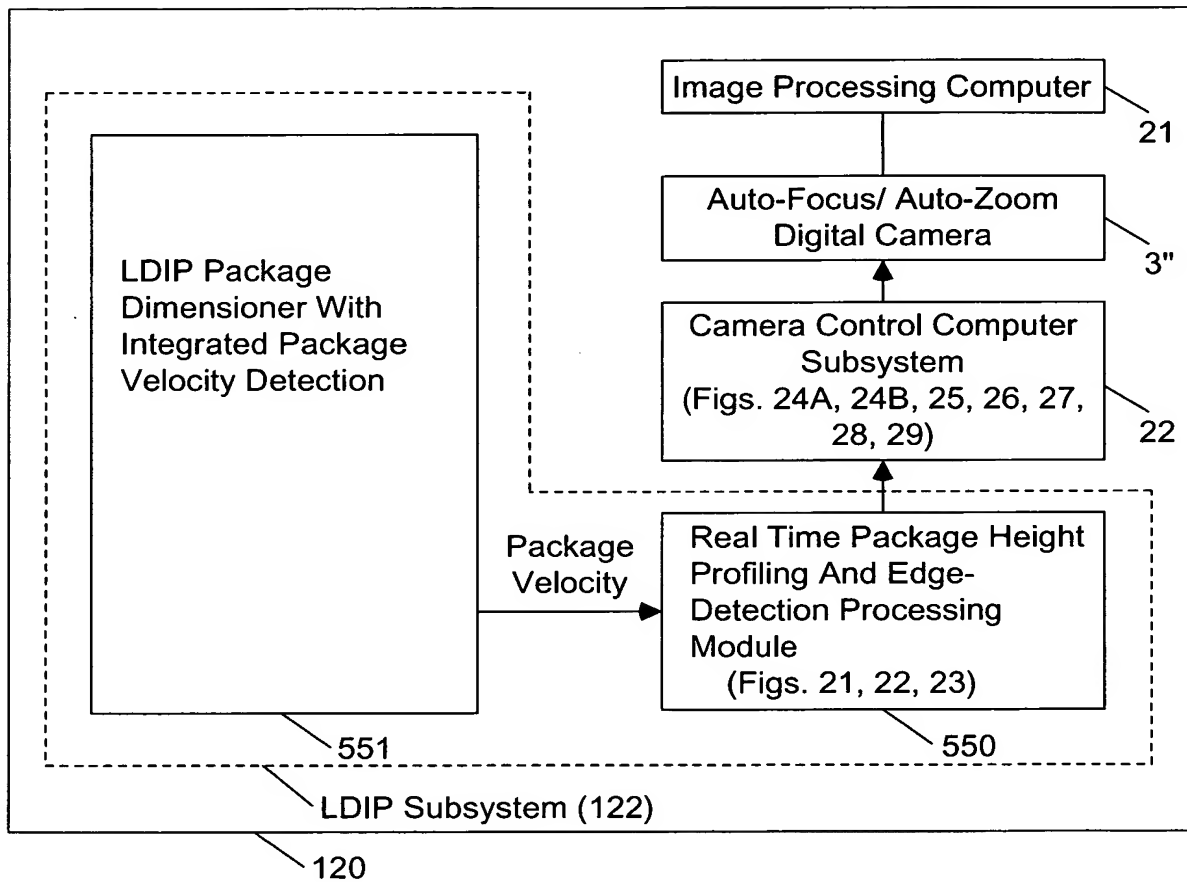 Image Processing Computer
21
Auto-Focus/ Auto-Zoom
Digital Camera
3"
Camera Control Computer
Subsystem
(Figs. 24A, 24B, 25, 26, 27,
28, 29)
22
LDIP Package
Dimensioner With
Integrated Package
Velocity Detection
551
Package
Velocity
Real Time Package Height
Profiling And Edge-
Detection Processing
Module
(Figs. 21, 22, 23)
550
LDIP Subsystem (122)
120